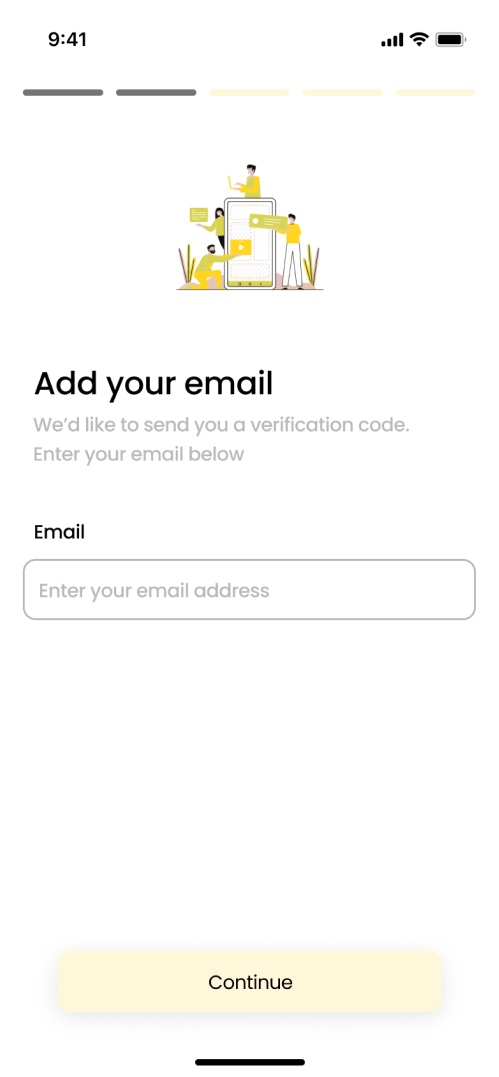 9:41
Add your email
We’d like to send you a verification code.
Enter your email below
Email
Enter your email address
Continue